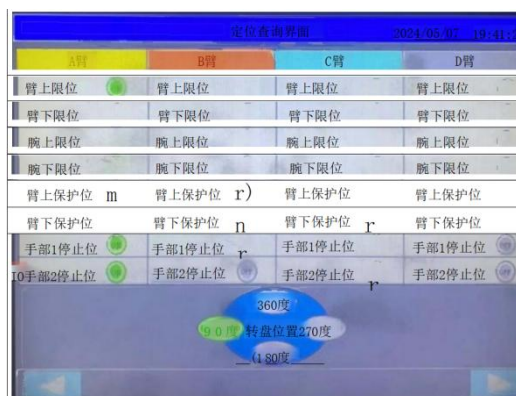 定位查询界面 2024/05/07 19:41:
A臂 B臂 C臂 D臂
臂上限位 臂上限位 臂上限位 臂上限位
臂下限位 臂下限位 臂下限位 臂下限位
腕上限位 腕上限位 腕上限位 腕上限位
腕下限位 腕下限位 腕下限位 腕下限位
臂上保护位 m 臂上保护位 r) 臂上保护位 臂上保护位
臂下保护位 臂下保护位 n 臂下保护位 r 臂下保护位
手部1停止位 手部1停止位 r 手部1停止位 手部1停止位
IO手部2停止位 手部2停止位 手部2停止位 r 手部2停止位
360度
90度 转盘位置270度
(180度